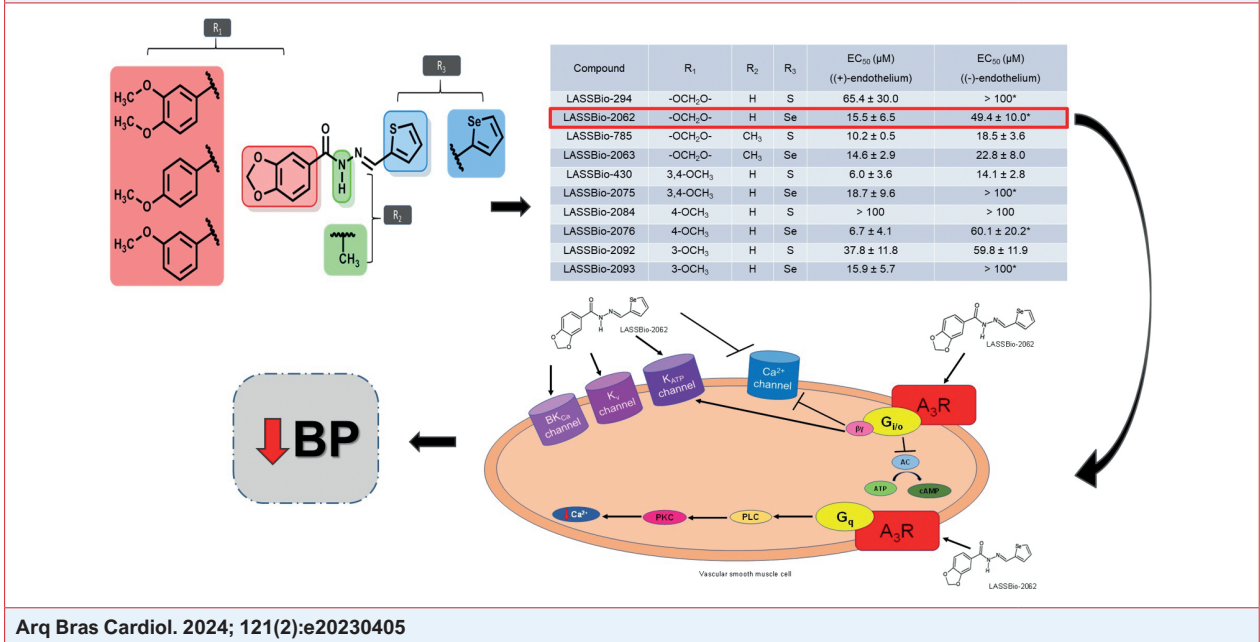 R₁
R₃
H₃C
O
H₃C
O
H₃C
O
H₃C
O
O
O
O
N
H
N
S
Se
R₂
CH₃
Compound R₁ R₂ R₃ EC₅₀ (µM) ((+)-endothelium) EC₅₀ (µM) ((-)-endothelium)
LASSBio-294 -OCH₂O- H S 65.4 ± 30.0 > 100*
LASSBio-2062 -OCH₂O- H Se 15.5 ± 6.5 49.4 ± 10.0*
LASSBio-785 -OCH₂O- CH₃ S 10.2 ± 0.5 18.5 ± 3.6
LASSBio-2063 -OCH₂O- CH₃ Se 14.6 ± 2.9 22.8 ± 8.0
LASSBio-430 3,4-OCH₃ H S 6.0 ± 3.6 14.1 ± 2.8
LASSBio-2075 3,4-OCH₃ H Se 18.7 ± 9.6 > 100*
LASSBio-2084 4-OCH₃ H S > 100 > 100
LASSBio-2076 4-OCH₃ H Se 6.7 ± 4.1 60.1 ± 20.2*
LASSBio-2092 3-OCH₃ H S 37.8 ± 11.8 59.8 ± 11.9
LASSBio-2093 3-OCH₃ H Se 15.9 ± 5.7 > 100*
O
O
O
N
H
N
Se
LASSBio-2062
O
O
O
N
H
N
Se
LASSBio-2062
BK_Ca
channel
K_v
channel
K_ATP
channel
Ca²⁺
channel
A₃R
βγ
G_i/o
AC
ATP
cAMP
BP
Ca²⁺
PKC
PLC
G_q
A₃R
O
O
O
N
H
N
Se
LASSBio-2062
Vascular smooth muscle cell
Arq Bras Cardiol. 2024; 121(2):e20230405